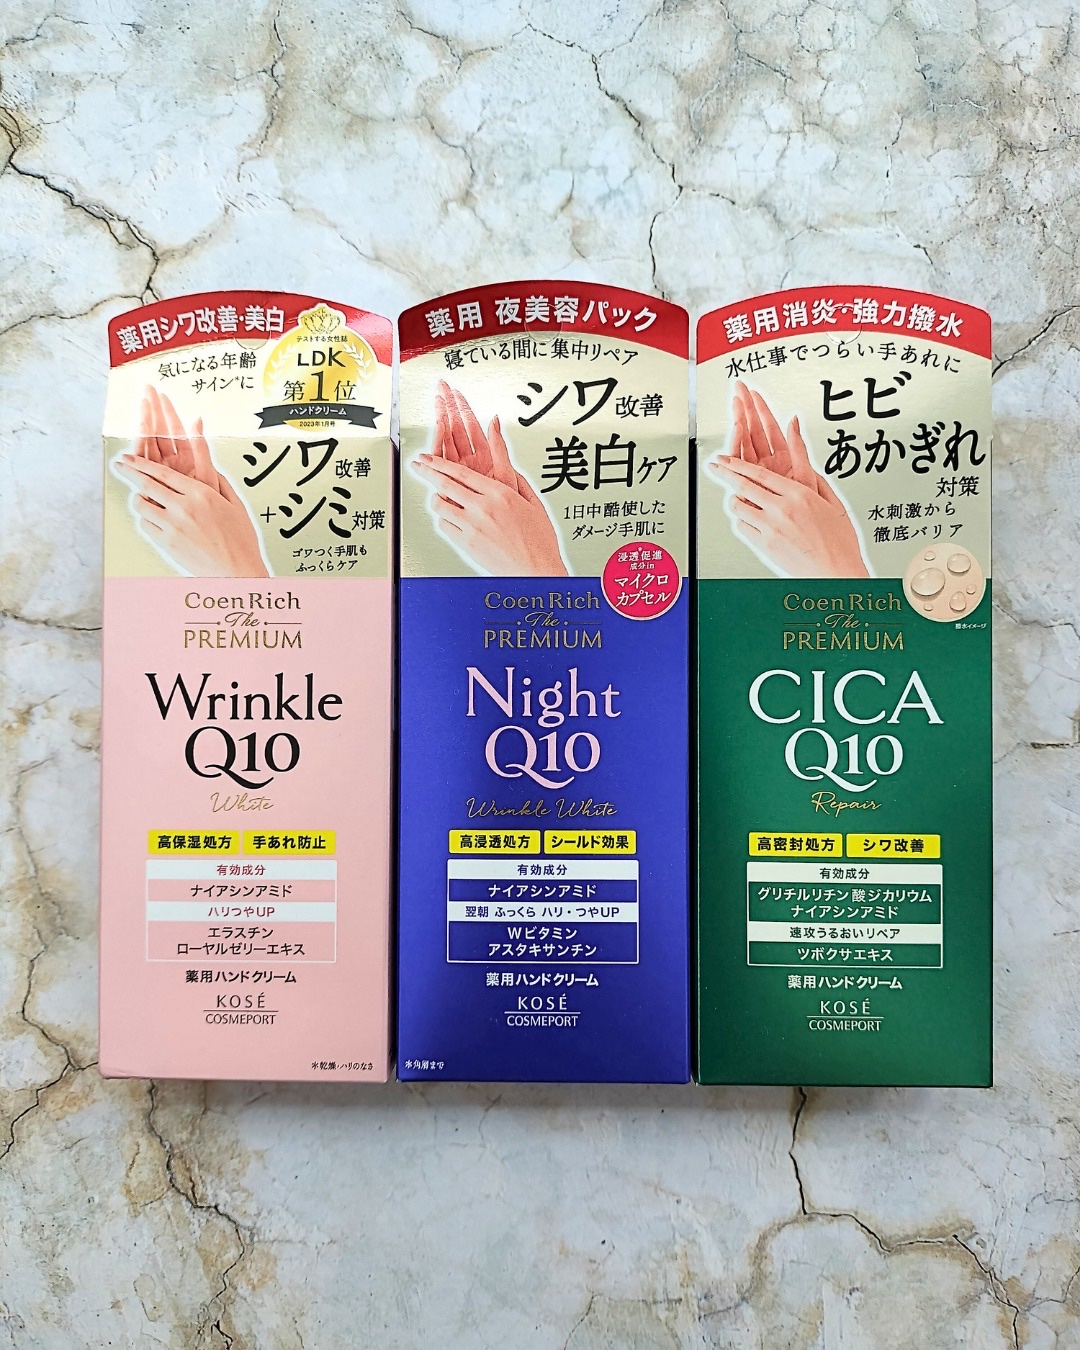 薬用シワ改善・美白
気になる年齢
サイン*に
テストする女性誌
LDK
第1位
ハンドクリーム
2023年1月号
シワ改善
+シミ対策
ゴワつく手肌も
ふっくらケア
CoenRich
The
PREMIUM
Wrinkle
Q10
White
高保湿処方 手あれ防止
有効成分
ナイアシンアミド
ハリつやUP
エラスチン
ローヤルゼリーエキス
薬用ハンドクリーム
KOSÉ
COSMEPORT
*乾燥・ハリのなさ
薬用 夜美容パック
寝ている間に集中リペア
シワ改善
美白ケア
1日中酷使した
ダメージ手肌に
浸透*促進
成分in
マイクロ
カプセル
CoenRich
The
PREMIUM
Night
Q10
Wrinkle White
高浸透処方 シールド効果
有効成分
ナイアシンアミド
翌朝 ふっくら ハリ・つやUP
Wビタミン
アスタキサンチン
薬用ハンドクリーム
KOSÉ
COSMEPORT
*角層まで
薬用消炎・強力撥水
水仕事でつらい手あれに
ヒビ
あかぎれ
対策
水刺激から
徹底バリア
撥水イメージ
CoenRich
The
PREMIUM
CICA
Q10
Repair
高密封処方 シワ改善
有効成分
グリチルリチン酸ジカリウム
ナイアシンアミド
速攻うるおいリペア
ツボクサエキス
薬用ハンドクリーム
KOSÉ
COSMEPORT